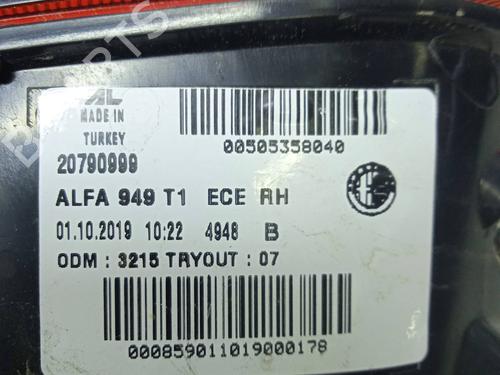 AL
MADE IN
TURKEY
00505358040
20790999
ALFA 949 T1 ECE RH
01.10.2019 10:22 4948 B
ODM : 3215 TRYOUT : 07
000859011019000178